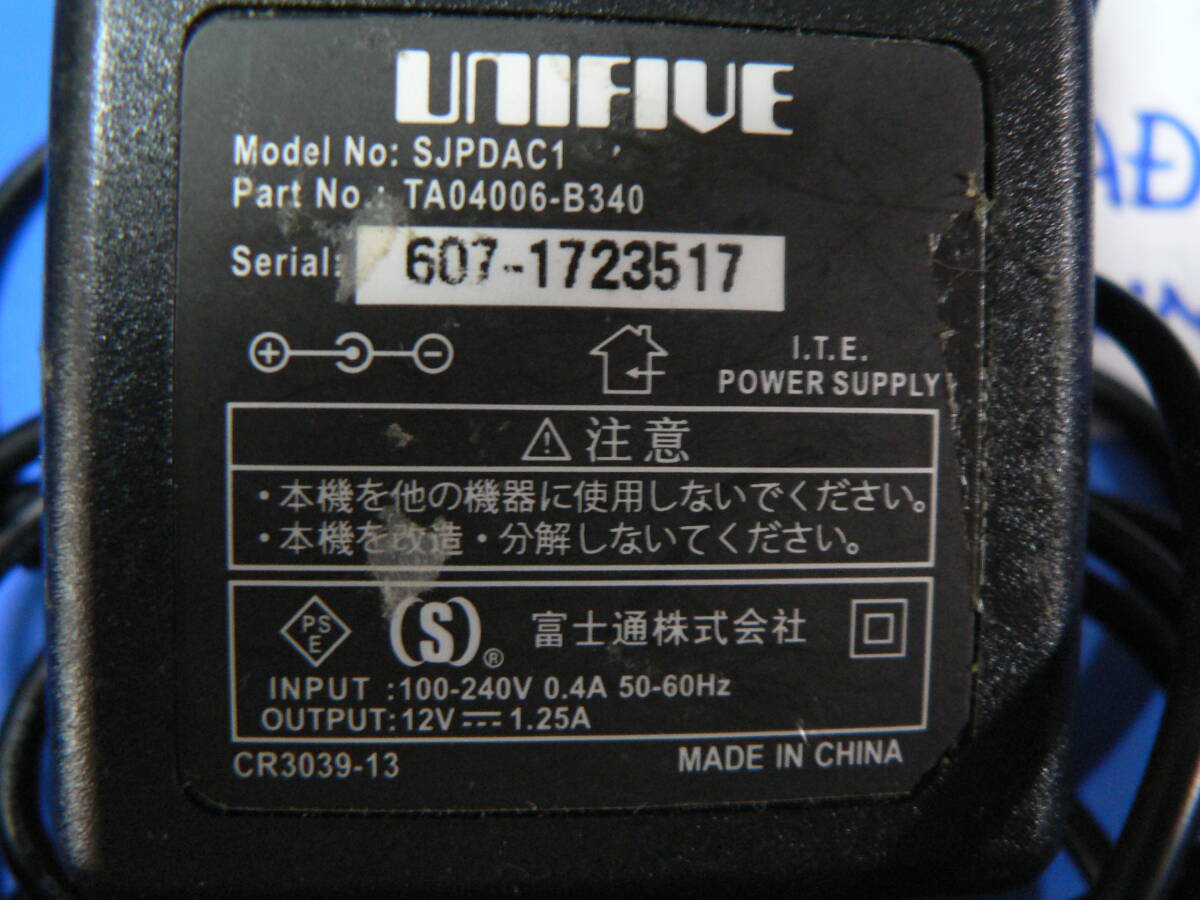 UNIFIVE
Model No: SJPDAC1
Part No.: TA04006-B340
Serial: 607-1723517
I.T.E.
POWER SUPPLY
注意
・本機を他の機器に使用しないでください。
・本機を改造・分解しないてください。
PS
E
(S)® 富士通株式会社
INPUT :100-240V 0.4A 50-60Hz
OUTPUT:12V⎓1.25A
CR3039-13
MADE IN CHINA